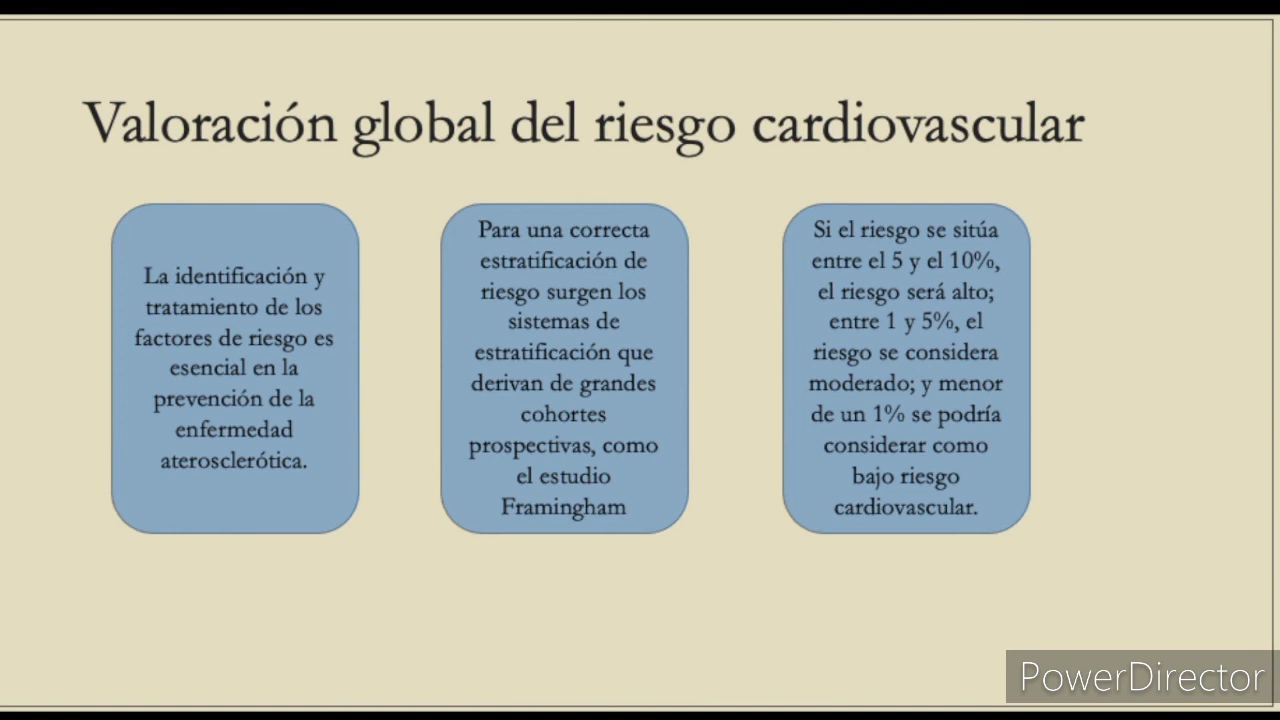 Valoración global del riesgo cardiovascular
La identificación y
tratamiento de los
factores de riesgo es
esencial en la
prevención de la
enfermedad
aterosclerótica.
Para una correcta
estratificación de
riesgo surgen los
sistemas de
estratificación que
derivan de grandes
cohortes
prospectivas, como
el estudio
Framingham
Si el riesgo se sitúa
entre el 5 y el 10%,
el riesgo será alto;
entre 1 y 5%, el
riesgo se considera
moderado; y menor
de un 1% se podría
considerar como
bajo riesgo
cardiovascular.
PowerDirector